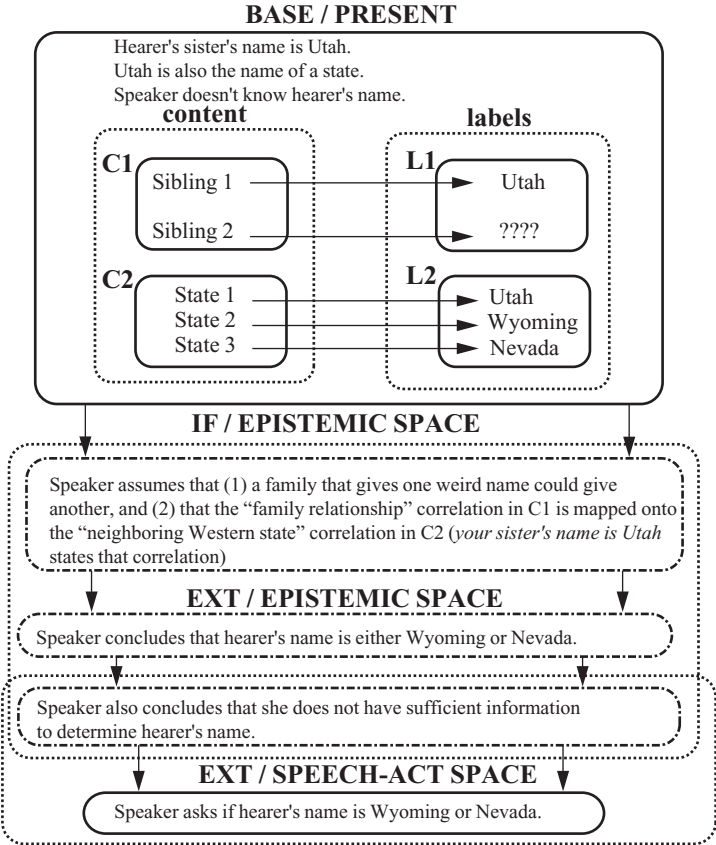 BASE / PRESENT
Hearer's sister's name is Utah.
Utah is also the name of a state.
Speaker doesn't know hearer's name.
content
labels
C1
L1
Sibling 1
Utah
Sibling 2
????
C2
L2
State 1
Utah
State 2
Wyoming
State 3
Nevada
IF / EPISTEMIC SPACE
Speaker assumes that (1) a family that gives one weird name could give
another, and (2) that the “family relationship” correlation in C1 is mapped onto
the “neighboring Western state” correlation in C2 (your sister's name is Utah
states that correlation)
EXT / EPISTEMIC SPACE
Speaker concludes that hearer's name is either Wyoming or Nevada.
Speaker also concludes that she does not have sufficient information
to determine hearer's name.
EXT / SPEECH-ACT SPACE
Speaker asks if hearer's name is Wyoming or Nevada.